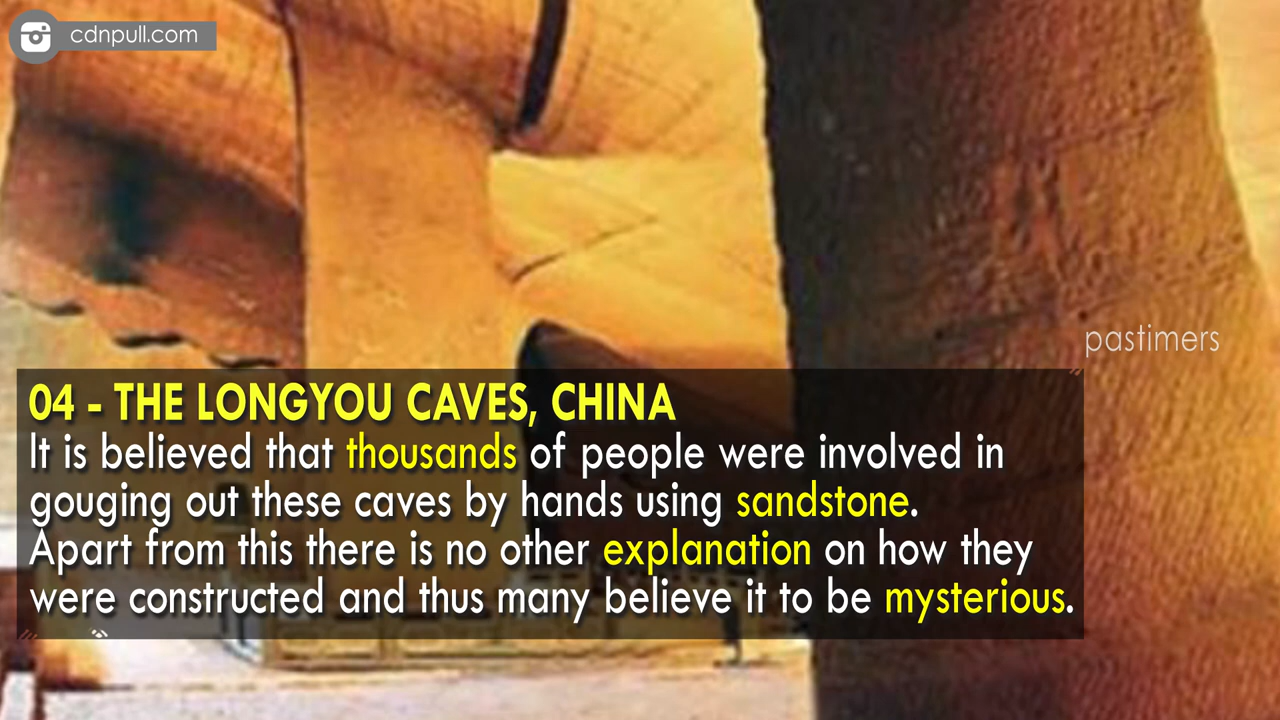 cdnpull.com
pastimers
04 - THE LONGYOU CAVES, CHINA
It is believed that thousands of people were involved in
gouging out these caves by hands using sandstone.
Apart from this there is no other explanation on how they
were constructed and thus many believe it to be mysterious.